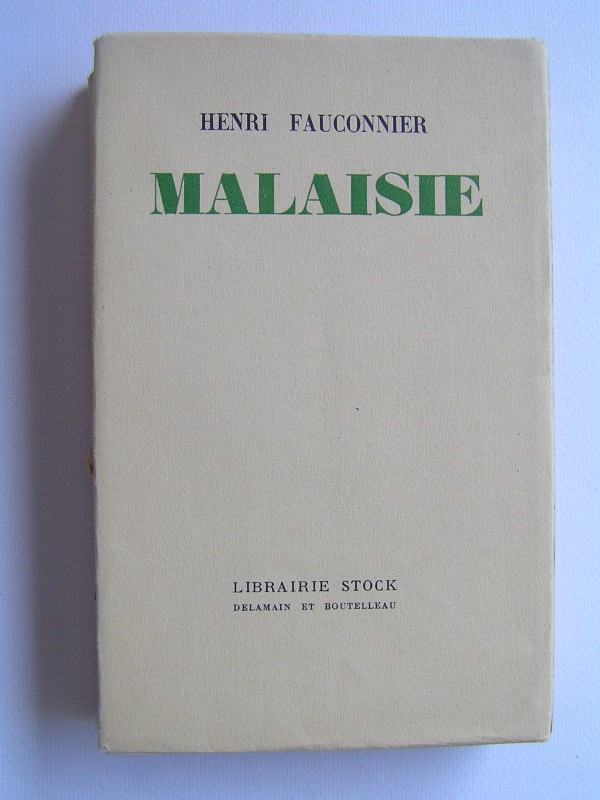 HENRI FAUCONNIER
MALAISIE
LIBRAIRIE STOCK
DELAMAIN ET BOUTELLEAU